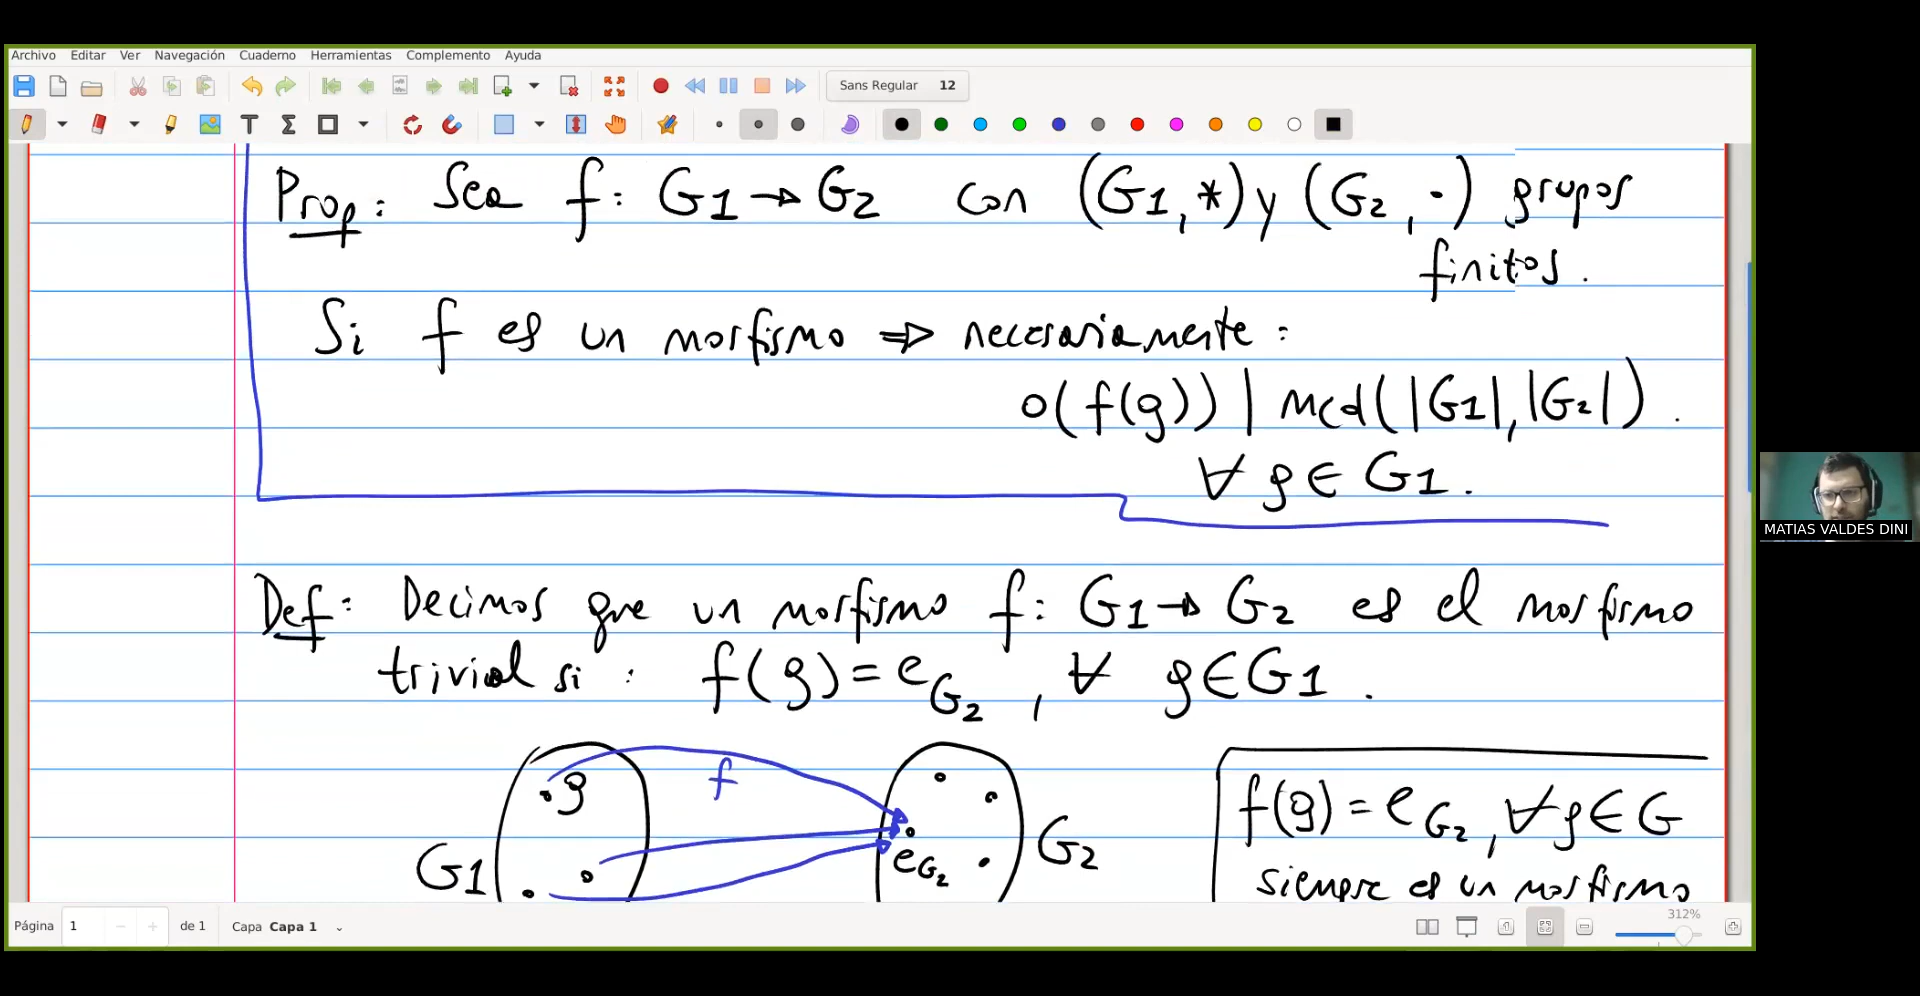 Archivo Editar Ver Navegación Cuaderno Herramientas Complemento Ayuda
Sans Regular 12
Prop: Sea f: G1 → G2 con (G1, *) y (G2, ·) grupos
finitos.
Si f es un morfismo ⇒ necesariamente:
o(f(g)) | mcd(|G1|, |G2|).
∀ g ∈ G1.
Def: Decimos que un morfismo f: G1 → G2 es el morfismo
trivial si: f(g) = e_G2, ∀ g ∈ G1.
g f
G1 e_G2 G2
f(g) = e_G2, ∀ g ∈ G
siempre es un morfismo
MATIAS VALDES DINI
Página 1 de 1 Capa Capa 1 312%